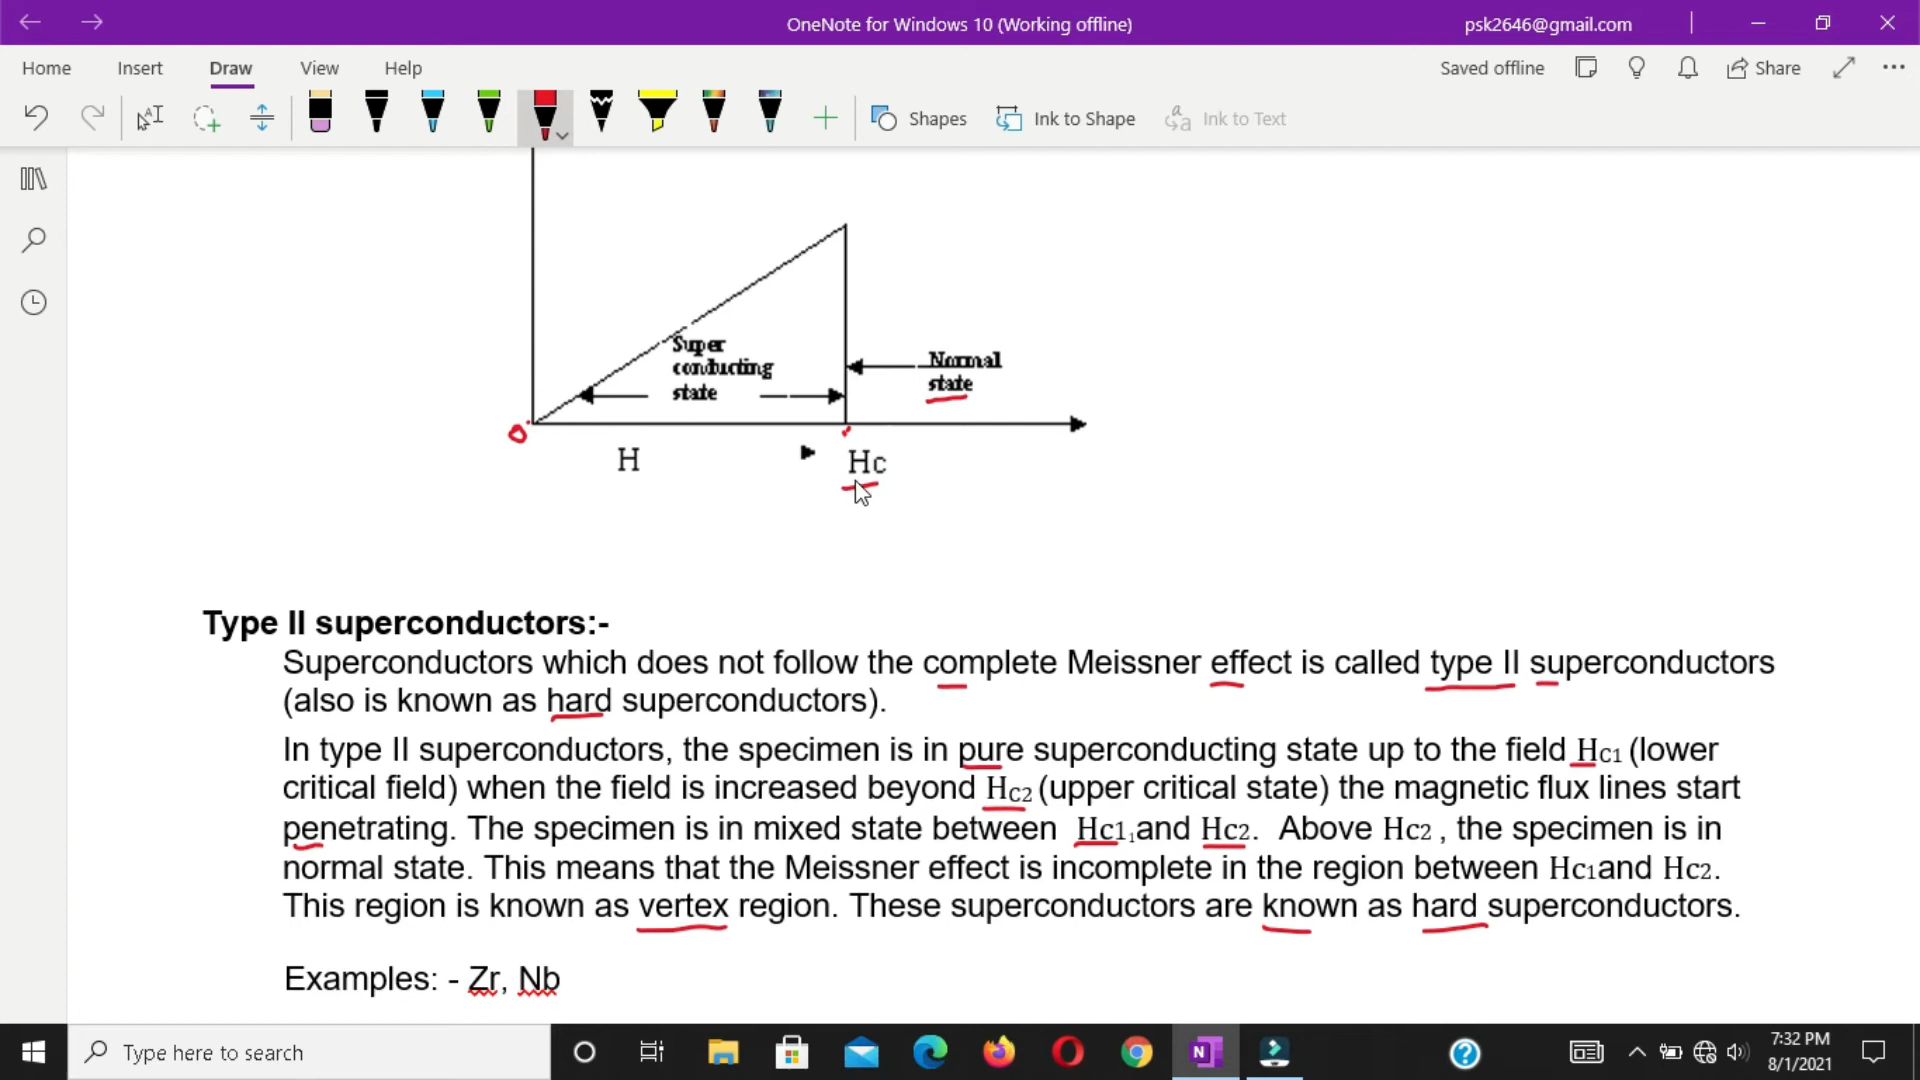 OneNote for Windows 10 (Working offline)
psk2646@gmail.com
Home Insert Draw View Help
Saved offline
Share
Shapes
Ink to Shape
Ink to Text
Super
conducting
state
Normal
state
O
H
Hc
Type II superconductors:-
Superconductors which does not follow the complete Meissner effect is called type II superconductors
(also is known as hard superconductors).
In type II superconductors, the specimen is in pure superconducting state up to the field HC1 (lower
critical field) when the field is increased beyond HC2 (upper critical state) the magnetic flux lines start
penetrating. The specimen is in mixed state between Hc1₁and Hc2. Above Hc2 , the specimen is in
normal state. This means that the Meissner effect is incomplete in the region between Hc1and Hc2.
This region is known as vertex region. These superconductors are known as hard superconductors.
Examples: - Zr, Nb
Type here to search
7:32 PM
8/1/2021